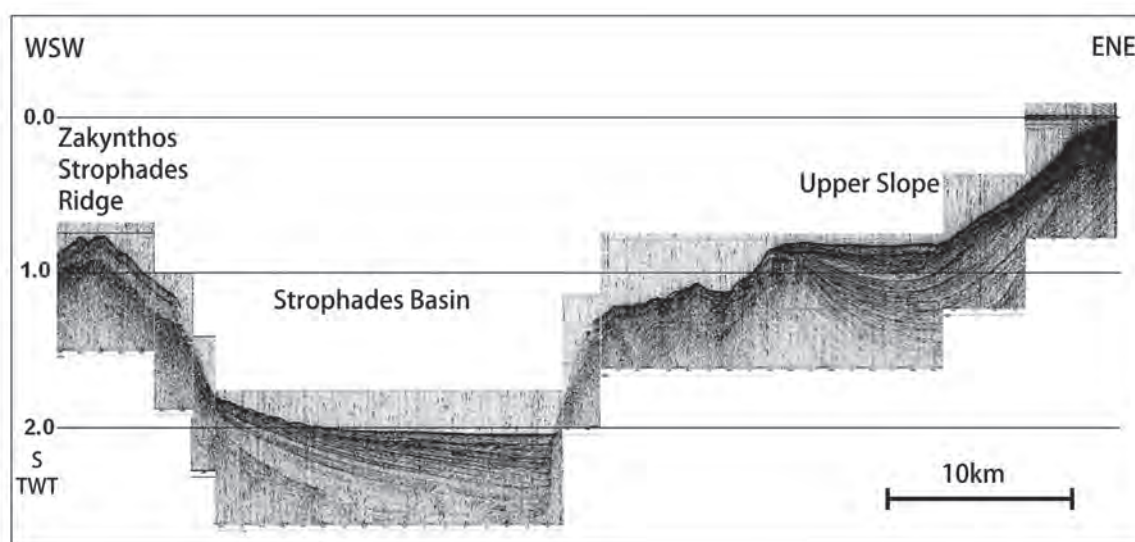 WSW
ENE
0.0
Zakynthos
Strophades
Ridge
Upper Slope
1.0
Strophades Basin
2.0
S
TWT
10km